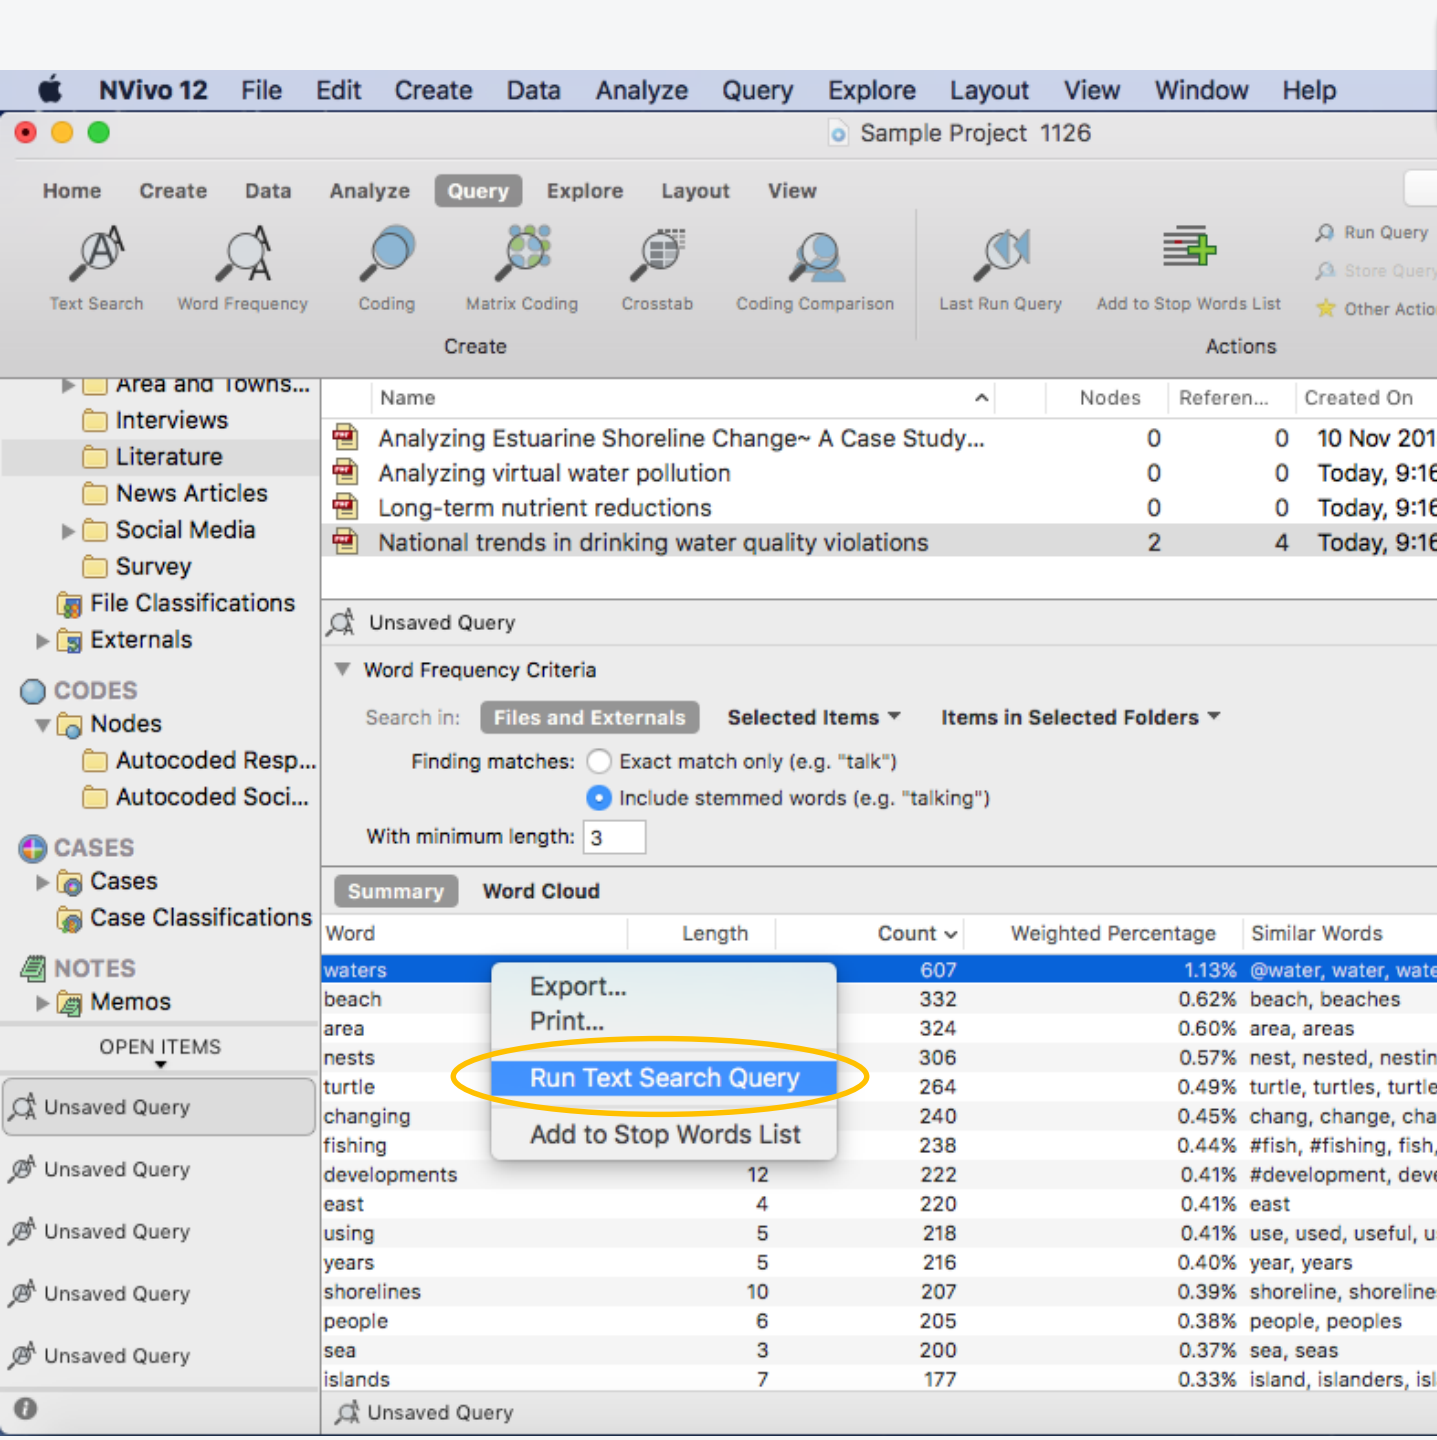 NVivo 12 File Edit Create Data Analyze Query Explore Layout View Window Help
Sample Project 1126
Home Create Data Analyze Query Explore Layout View
Run Query
Store Query
Other Actio
Text Search Word Frequency Coding Matrix Coding Crosstab Coding Comparison Last Run Query Add to Stop Words List
Create Actions
Area and Towns...
Interviews
Literature
News Articles
Social Media
Survey
File Classifications
Externals
CODES
Nodes
Autocoded Resp...
Autocoded Soci...
CASES
Cases
Case Classifications
NOTES
Memos
OPEN ITEMS
Unsaved Query
Unsaved Query
Unsaved Query
Unsaved Query
Unsaved Query
Name Nodes Referen... Created On
Analyzing Estuarine Shoreline Change~ A Case Study... 0 0 10 Nov 201
Analyzing virtual water pollution 0 0 Today, 9:16
Long-term nutrient reductions 0 0 Today, 9:16
National trends in drinking water quality violations 2 4 Today, 9:16
Unsaved Query
Word Frequency Criteria
Search in: Files and Externals Selected Items Items in Selected Folders
Finding matches: Exact match only (e.g. "talk")
Include stemmed words (e.g. "talking")
With minimum length: 3
Summary Word Cloud
Word Length Count Weighted Percentage Similar Words
waters 607 1.13% @water, water, wate
beach 332 0.62% beach, beaches
area 324 0.60% area, areas
nests 306 0.57% nest, nested, nestin
turtle 264 0.49% turtle, turtles, turtle
changing 240 0.45% chang, change, cha
fishing 238 0.44% #fish, #fishing, fish,
developments 12 222 0.41% #development, deve
east 4 220 0.41% east
using 5 218 0.41% use, used, useful, u
years 5 216 0.40% year, years
shorelines 10 207 0.39% shoreline, shoreline
people 6 205 0.38% people, peoples
sea 3 200 0.37% sea, seas
islands 7 177 0.33% island, islanders, isl
Export...
Print...
Run Text Search Query
Add to Stop Words List
Unsaved Query